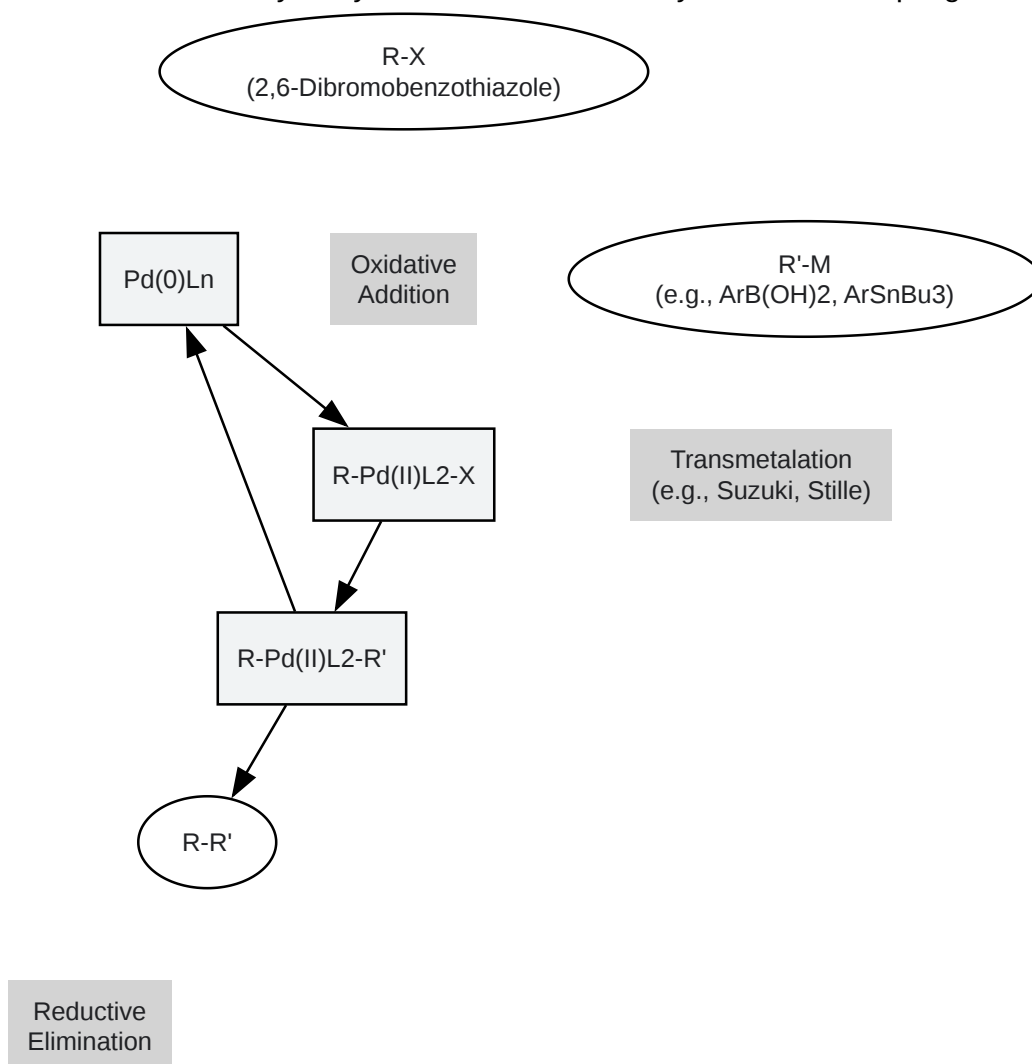 R-X
(2,6-Dibromobenzothiazole)
Pd(0)Ln
Oxidative
Addition
R'-M
(e.g., ArB(OH)2, ArSnBu3)
R-Pd(II)L2-X
Transmetalation
(e.g., Suzuki, Stille)
R-Pd(II)L2-R'
R-R'
Reductive
Elimination